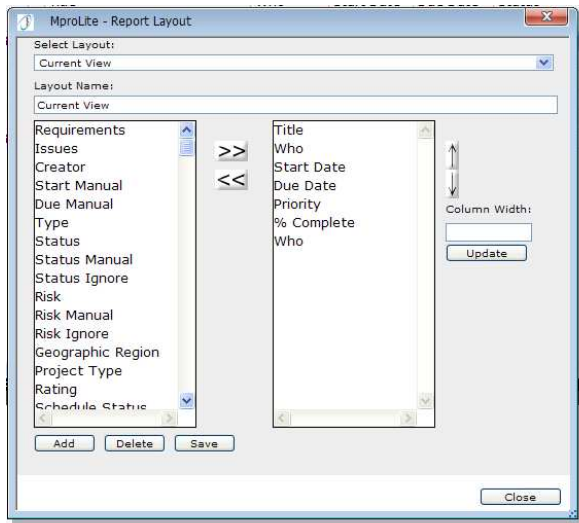 MproLite - Report Layout
Select Layout:
Current View
Layout Name:
Current View
Requirements
Issues
Creator
Start Manual
Due Manual
Type
Status
Status Manual
Status Ignore
Risk
Risk Manual
Risk Ignore
Geographic Region
Project Type
Rating
Schedule Status
>>
<<
Title
Who
Start Date
Due Date
Priority
% Complete
Who
Column Width:
Update
Add
Delete
Save
Close